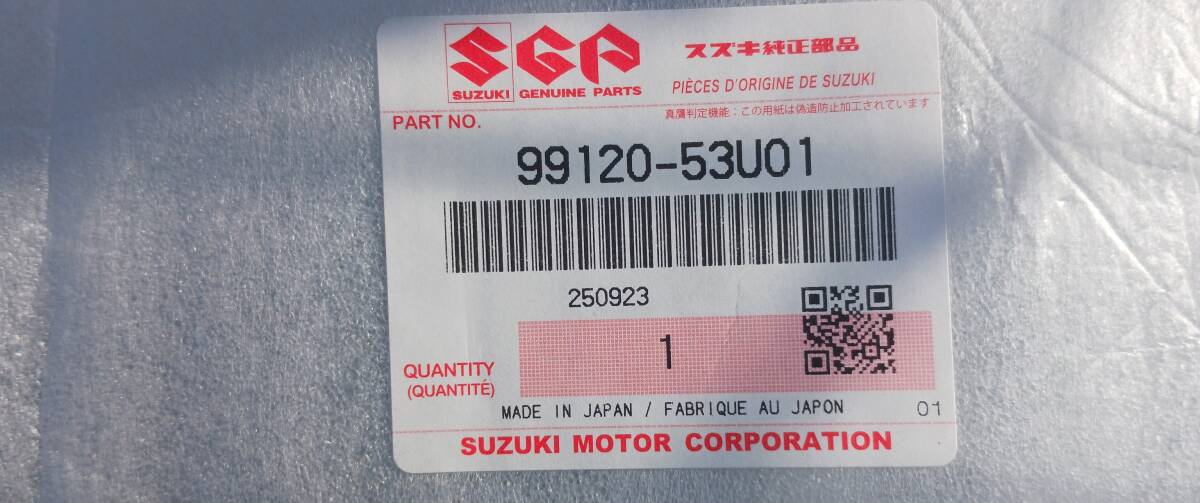 SGP
スズキ純正部品
SUZUKI GENUINE PARTS
PIÈCES D'ORIGINE DE SUZUKI
真贋判定機能：この用紙は偽造防止加工されています
PART NO.
99120-53U01
250923
1
QUANTITY
(QUANTITÉ)
MADE IN JAPAN / FABRIQUE AU JAPON
01
SUZUKI MOTOR CORPORATION